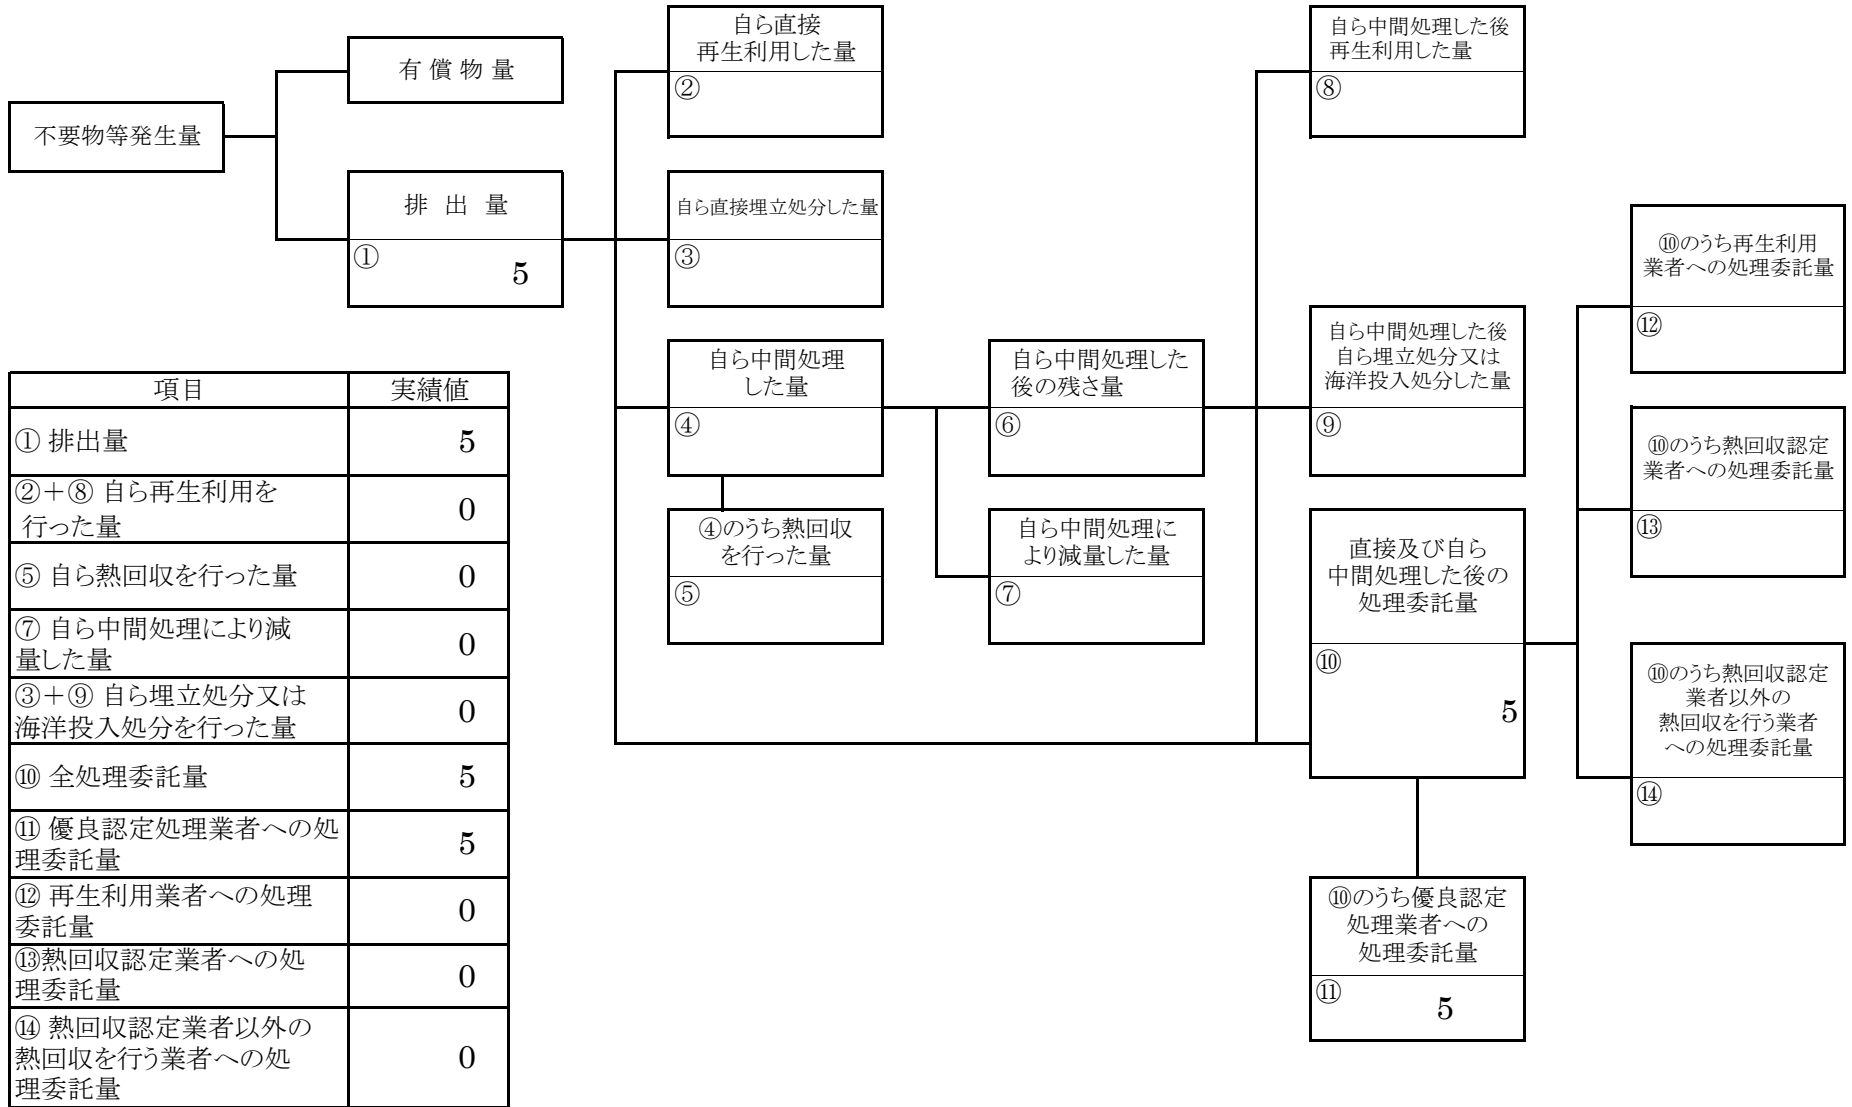 不要物等発生量
有償物量
排出量
①
5
自ら直接
再生利用した量
②
自ら直接埋立処分した量
③
自ら中間処理
した量
④
④のうち熱回収
を行った量
⑤
自ら中間処理した
後の残さ量
⑥
自ら中間処理に
より減量した量
⑦
自ら中間処理した後
再生利用した量
⑧
自ら中間処理した後
自ら埋立処分又は
海洋投入処分した量
⑨
直接及び自ら
中間処理した後の
処理委託量
⑩
5
⑩のうち優良認定
処理業者への
処理委託量
⑪
5
⑩のうち再生利用
業者への処理委託量
⑫
⑩のうち熱回収認定
業者への処理委託量
⑬
⑩のうち熱回収認定
業者以外の
熱回収を行う業者
への処理委託量
⑭
項目 実績値
① 排出量 5
②+⑧ 自ら再生利用を
行った量 0
⑤ 自ら熱回収を行った量 0
⑦ 自ら中間処理により減
量した量 0
③+⑨ 自ら埋立処分又は
海洋投入処分を行った量 0
⑩ 全処理委託量 5
⑪ 優良認定処理業者への処
理委託量 5
⑫ 再生利用業者への処理
委託量 0
⑬熱回収認定業者への処
理委託量 0
⑭ 熱回収認定業者以外の
熱回収を行う業者への処
理委託量 0